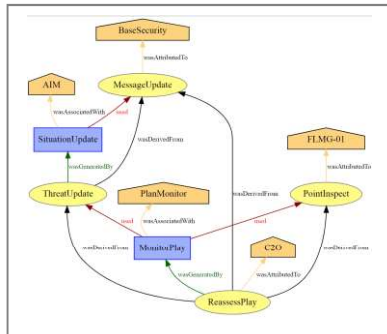 BaseSecurity
wasAttributedTo
AIM
MessageUpdate
wasAssociatedWith
used
SituationUpdate
FLMG-01
wasDerivedFrom
wasGeneratedBy
wasAttributedTo
PlanMonitor
ThreatUpdate
wasDerivedFrom
PointInspect
used
wasAssociatedWith
used
C2O
MonitorPlay
wasDerivedFrom
wasDerivedFrom
wasGeneratedBy
wasAttributedTo
ReassessPlay